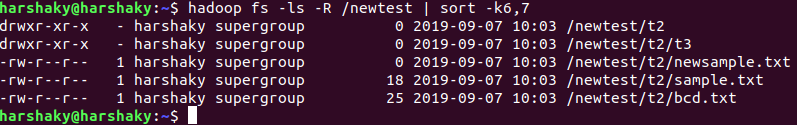 harshaky@harshaky:~$ hadoop fs -ls -R /newtest | sort -k6,7
drwxr-xr-x   - harshaky supergroup          0 2019-09-07 10:03 /newtest/t2
drwxr-xr-x   - harshaky supergroup          0 2019-09-07 10:03 /newtest/t2/t3
-rw-r--r--   1 harshaky supergroup          0 2019-09-07 10:03 /newtest/t2/newsample.txt
-rw-r--r--   1 harshaky supergroup         18 2019-09-07 10:03 /newtest/t2/sample.txt
-rw-r--r--   1 harshaky supergroup         25 2019-09-07 10:03 /newtest/t2/bcd.txt
harshaky@harshaky:~$